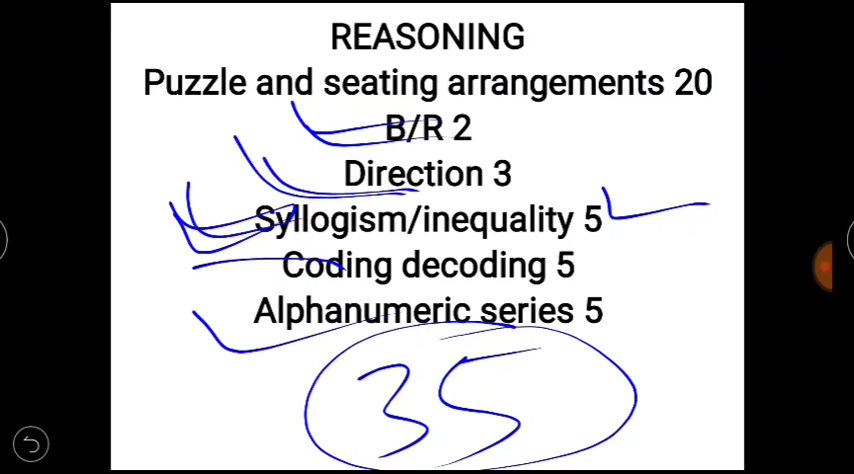 REASONING
Puzzle and seating arrangements 20
B/R 2
Direction 3
Syllogism/inequality 5
Coding decoding 5
Alphanumeric series 5
35